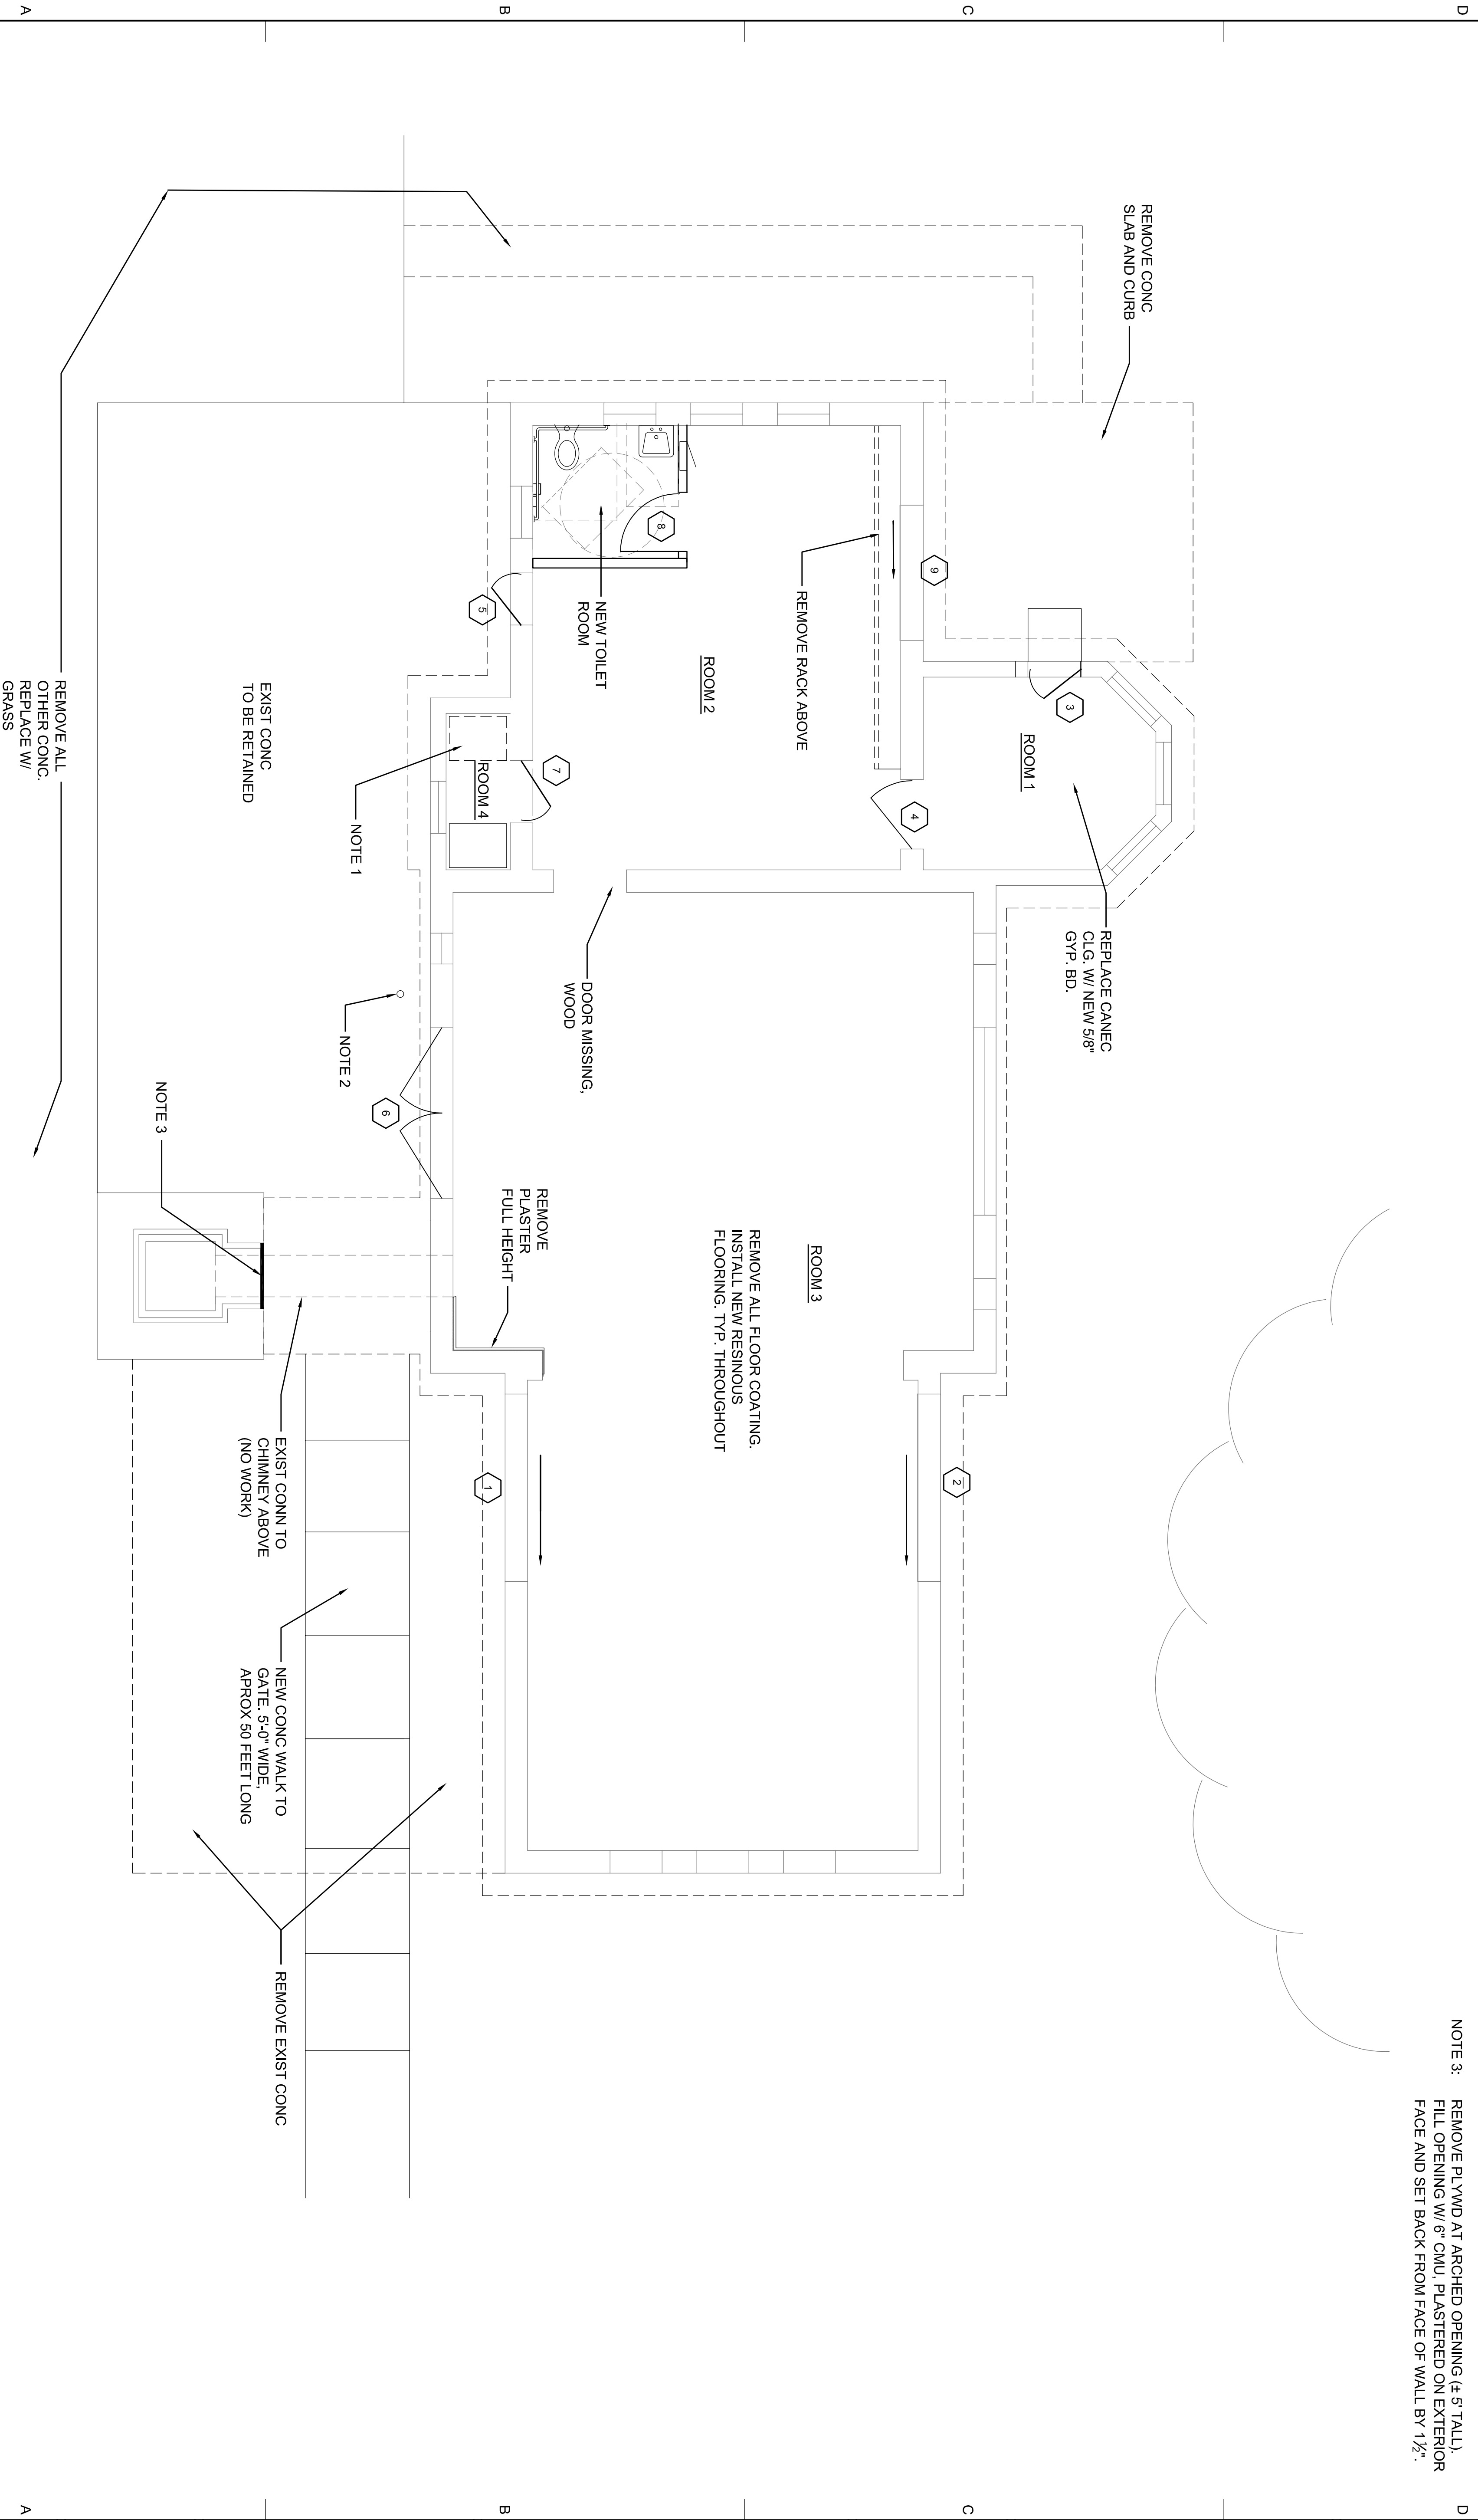 D
D
NOTE 3:
REMOVE PLYWD AT ARCHED OPENING (± 5' TALL).
FILL OPENING W/ 6" CMU, PLASTERED ON EXTERIOR
FACE AND SET BACK FROM FACE OF WALL BY 1½".
REMOVE CONC
SLAB AND CURB
REPLACE CANEC
CLG. W/ NEW 5/8"
GYP. BD.
3
ROOM 1
C
C
9
4
2
REMOVE RACK ABOVE
ROOM 3
REMOVE ALL FLOOR COATING.
INSTALL NEW RESINOUS
FLOORING. TYP. THROUGHOUT
ROOM 2
8
NEW TOILET
ROOM
DOOR MISSING,
WOOD
7
REMOVE
PLASTER
FULL HEIGHT
B
B
5
ROOM 4
1
6
NOTE 1
NOTE 2
EXIST CONC
TO BE RETAINED
EXIST CONN TO
CHIMNEY ABOVE
(NO WORK)
NEW CONC WALK TO
GATE. 5'-0" WIDE,
APROX 50 FEET LONG
REMOVE EXIST CONC
NOTE 3
REMOVE ALL
OTHER CONC.
REPLACE W/
GRASS
A
A